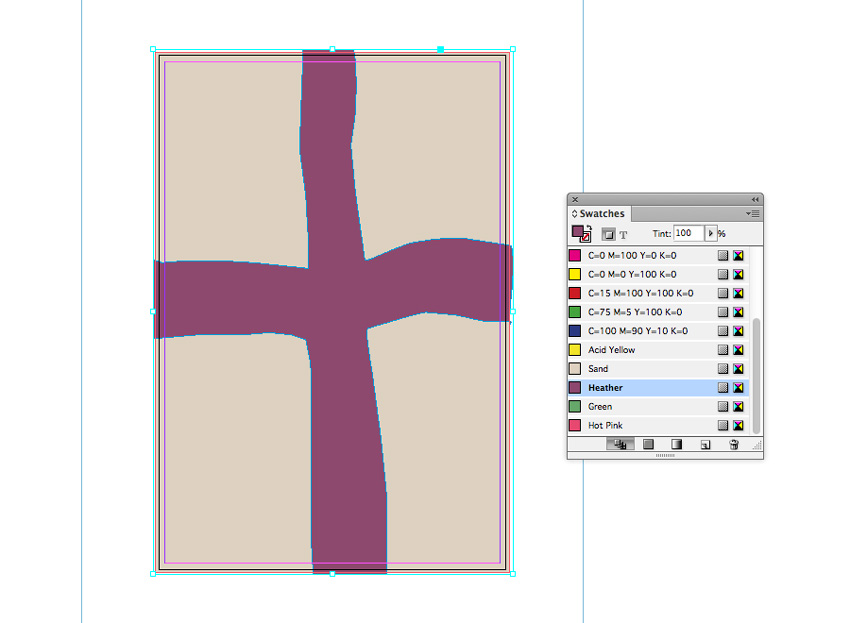 Swatches
T Tint: 100 %
C=0 M=100 Y=0 K=0
C=0 M=0 Y=100 K=0
C=15 M=100 Y=100 K=0
C=75 M=5 Y=100 K=0
C=100 M=90 Y=10 K=0
Acid Yellow
Sand
Heather
Green
Hot Pink